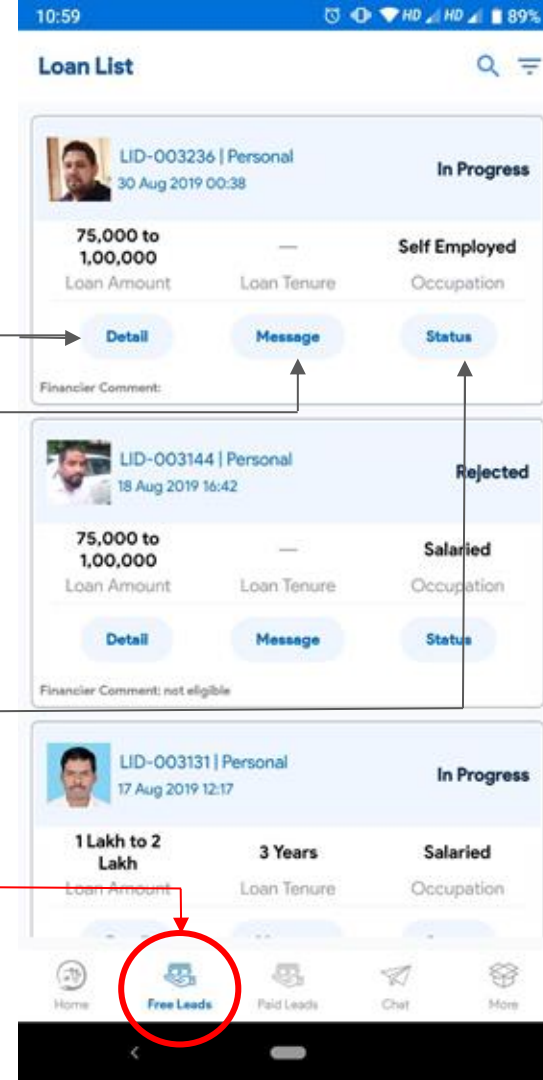 10:59 HD HD 89%
Loan List
LID-003236 | Personal
30 Aug 2019 00:38
In Progress
75,000 to
1,00,000
—
Self Employed
Loan Amount Loan Tenure Occupation
Detail Message Status
Financier Comment:
LID-003144 | Personal
18 Aug 2019 16:42
Rejected
75,000 to
1,00,000
—
Salaried
Loan Amount Loan Tenure Occupation
Detail Message Status
Financier Comment: not eligible
LID-003131 | Personal
17 Aug 2019 12:17
In Progress
1 Lakh to 2
Lakh
3 Years
Salaried
Loan Amount Loan Tenure Occupation
Home Free Leads Paid Leads Chat More